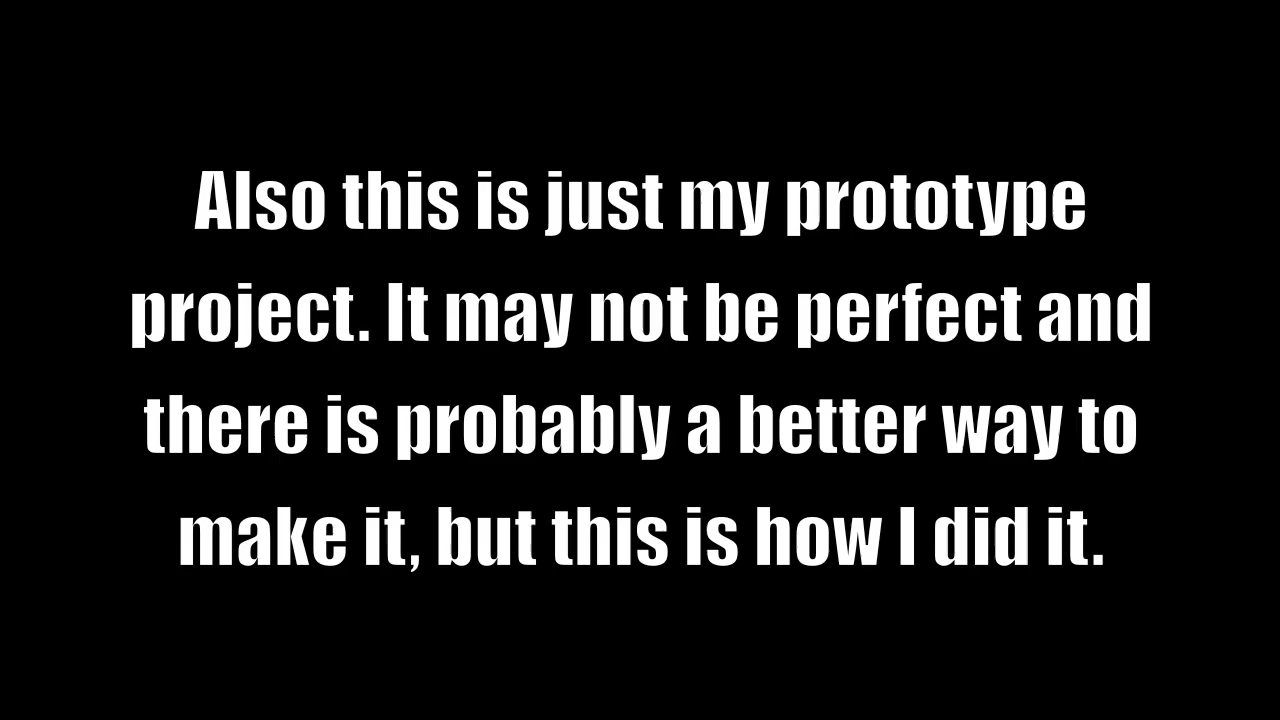 Also this is just my prototype
project. It may not be perfect and
there is probably a better way to
make it, but this is how I did it.